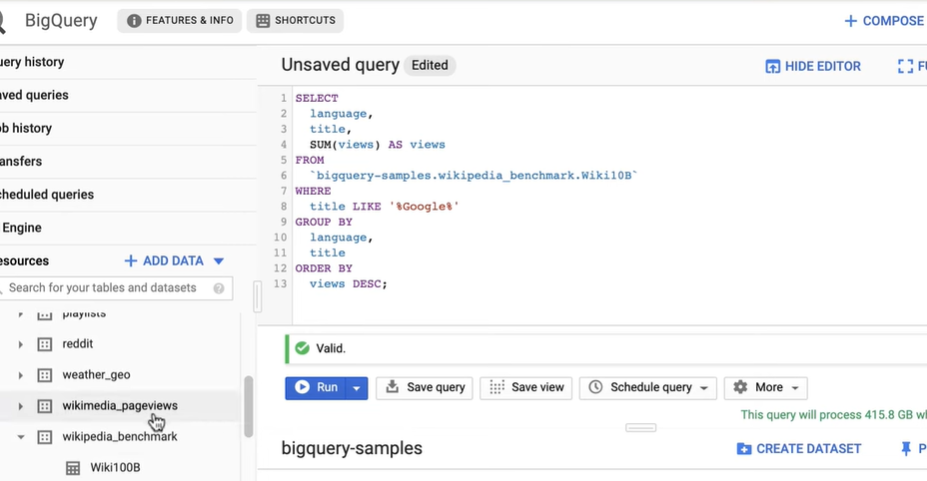 BigQuery FEATURES & INFO SHORTCUTS + COMPOSE
uery history
aved queries
ob history
ansfers
cheduled queries
Engine
esources + ADD DATA
Search for your tables and datasets
playlists
reddit
weather_geo
wikimedia_pageviews
wikipedia_benchmark
Wiki100B
Unsaved query Edited HIDE EDITOR FU
1 SELECT
2 language,
3 title,
4 SUM(views) AS views
5 FROM
6 `bigquery-samples.wikipedia_benchmark.Wiki10B`
7 WHERE
8 title LIKE '%Google%'
9 GROUP BY
10 language,
11 title
12 ORDER BY
13 views DESC;
Valid.
Run Save query Save view Schedule query More
This query will process 415.8 GB wh
bigquery-samples CREATE DATASET P